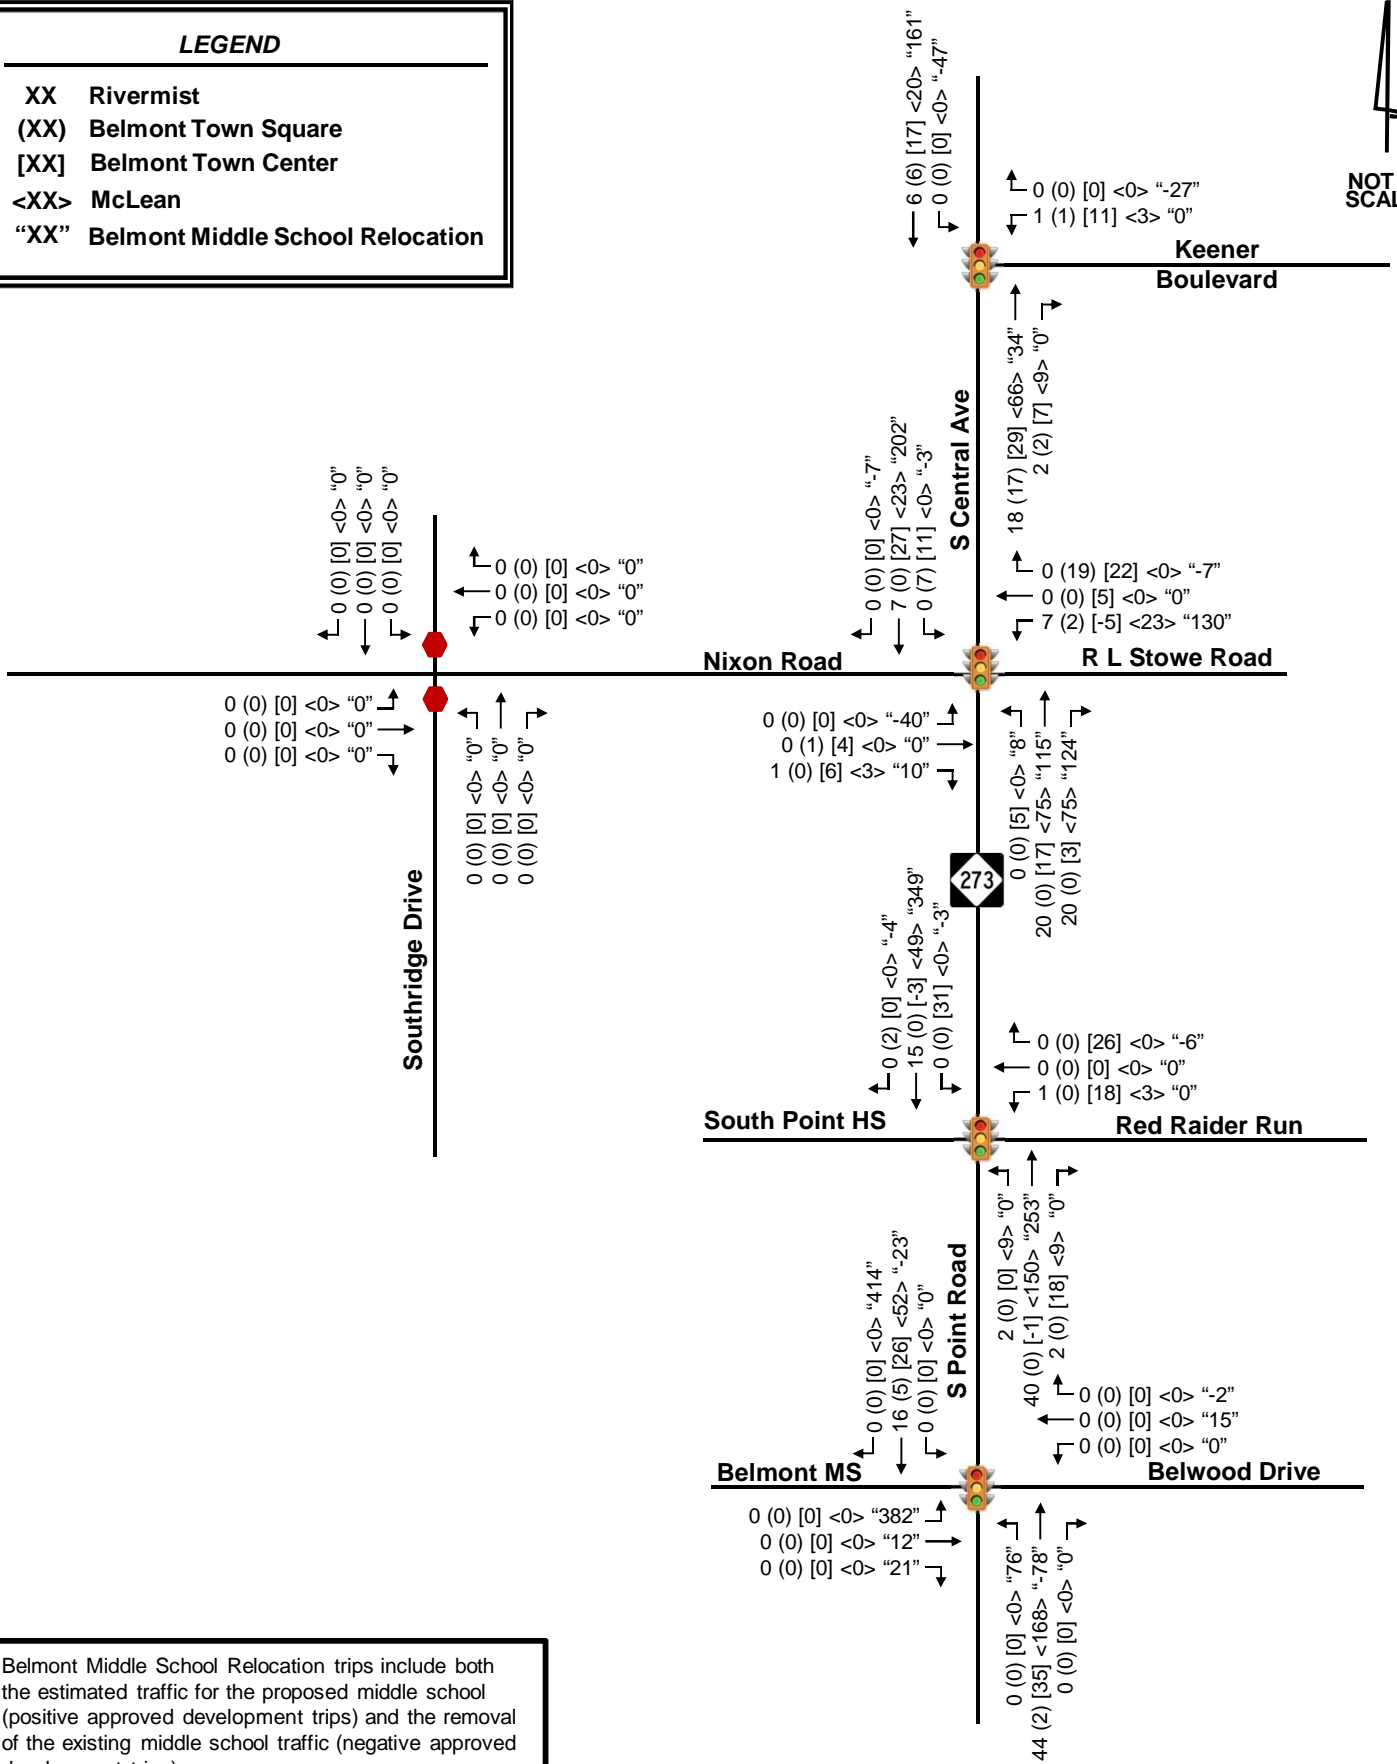 LEGEND
XX Rivermist
(XX) Belmont Town Square
[XX] Belmont Town Center
<XX> McLean
“XX” Belmont Middle School Relocation
NOT
SCAL
6 (6) [17] <20> “161”
0 (0) [0] <0> “-47”
0 (0) [0] <0> “-27”
1 (1) [11] <3> “0”
Keener
Boulevard
18 (17) [29] <66> “34”
2 (2) [7] <9> “0”
S Central Ave
0 (0) [0] <0> “0”
0 (0) [0] <0> “0”
0 (0) [0] <0> “0”
0 (0) [0] <0> “0”
0 (0) [0] <0> “0”
0 (0) [0] <0> “0”
0 (0) [0] <0> “-7”
7 (0) [27] <23> “202”
0 (7) [11] <0> “-3”
0 (19) [22] <0> “-7”
0 (0) [5] <0> “0”
7 (2) [-5] <23> “130”
Nixon Road
R L Stowe Road
0 (0) [0] <0> “0”
0 (0) [0] <0> “0”
0 (0) [0] <0> “0”
0 (0) [0] <0> “0”
0 (0) [0] <0> “0”
0 (0) [0] <0> “0”
0 (0) [0] <0> “-40”
0 (1) [4] <0> “0”
1 (0) [6] <3> “10”
0 (0) [5] <0> “8”
20 (0) [17] <75> “115”
20 (0) [3] <75> “124”
Southridge Drive
273
0 (2) [0] <0> “-4”
15 (0) [-3] <49> “349”
0 (0) [31] <0> “-3”
0 (0) [26] <0> “-6”
0 (0) [0] <0> “0”
1 (0) [18] <3> “0”
South Point HS
Red Raider Run
2 (0) [0] <9> “0”
40 (0) [-1] <150> “253”
2 (0) [18] <9> “0”
S Point Road
0 (0) [0] <0> “414”
16 (5) [26] <52> “-23”
0 (0) [0] <0> “0”
0 (0) [0] <0> “-2”
0 (0) [0] <0> “15”
0 (0) [0] <0> “0”
Belmont MS
Belwood Drive
0 (0) [0] <0> “382”
0 (0) [0] <0> “12”
0 (0) [0] <0> “21”
0 (0) [0] <0> “76”
44 (2) [35] <168> “-78”
0 (0) [0] <0> “0”
Belmont Middle School Relocation trips include both
the estimated traffic for the proposed middle school
(positive approved development trips) and the removal
of the existing middle school traffic (negative approved